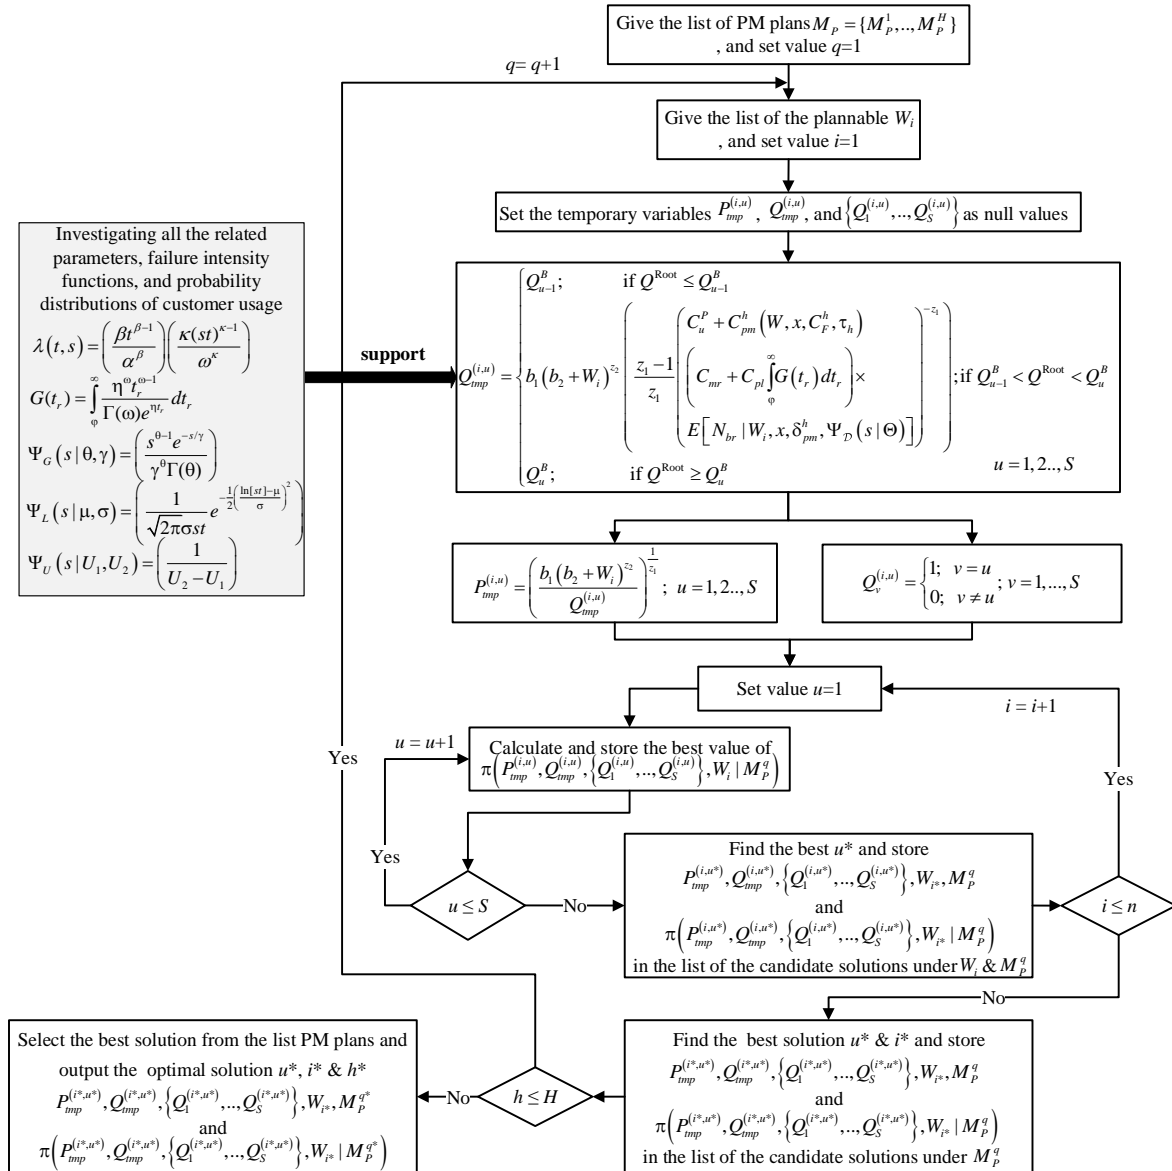 Give the list of PM plans M_P = {M_P^1,..,M_P^H}
, and set value q=1
q= q+1
Give the list of the plannable W_i
, and set value i=1
Set the temporary variables P_tmp^(i,u), Q_tmp^(i,u), and {Q_1^(i,u),..,Q_S^(i,u)} as null values
Investigating all the related
parameters, failure intensity
functions, and probability
distributions of customer usage
λ(t,s) = (βt^(β−1) / α^β)(κ(st)^(κ−1) / ω^κ)
G(t_r) = ∫_φ^∞ η^ω t_r^(ω−1) / (Γ(ω)e^(ηt_r)) dt_r
Ψ_G(s | θ,γ) = (s^(θ−1) e^(−s/γ) / (γ^θ Γ(θ)))
Ψ_L(s | μ,σ) = (1 / (√(2π)σst) e^(−(1/2)((ln[st]−μ)/σ)^2))
Ψ_U(s | U_1,U_2) = (1 / (U_2 − U_1))
support
Q_tmp^(i,u) = {
Q_(u−1)^B; if Q^Root ≤ Q_(u−1)^B
b_1(b_2 + W_i)^(z_2) ( (z_1 − 1)/z_1 ( C_u^P + C_pm^h(W, x, C_F^h, τ_h)
(C_mr + C_pl ∫_φ^∞ G(t_r)dt_r) ×
E[N_br | W_i, x, δ_pm^h, Ψ_D(s | Θ)] ) )^(−z_1) ; if Q_(u−1)^B < Q^Root < Q_u^B
Q_u^B; if Q^Root ≥ Q_u^B
u = 1,2..,S
P_tmp^(i,u) = (b_1(b_2 + W_i)^(z_2) / Q_tmp^(i,u))^(1/z_1) ; u = 1,2..,S
Q_v^(i,u) = {1; v = u
0; v ≠ u ; v = 1,...,S
Set value u=1
i = i+1
u = u+1
Calculate and store the best value of
π(P_tmp^(i,u), Q_tmp^(i,u), {Q_1^(i,u),..,Q_S^(i,u)}, W_i | M_P^q)
Yes
Yes
Yes
u ≤ S
No
Find the best u* and store
P_tmp^(i,u*), Q_tmp^(i,u*), {Q_1^(i,u*),..,Q_S^(i,u*)}, W_i*, M_P^q
and
π(P_tmp^(i,u*), Q_tmp^(i,u*), {Q_1^(i,u*),..,Q_S^(i,u*)}, W_i* | M_P^q)
in the list of the candidate solutions under W_i & M_P^q
i ≤ n
No
Find the best solution u* & i* and store
P_tmp^(i*,u*), Q_tmp^(i*,u*), {Q_1^(i*,u*),..,Q_S^(i*,u*)}, W_i*, M_P^q
and
π(P_tmp^(i*,u*), Q_tmp^(i*,u*), {Q_1^(i*,u*),..,Q_S^(i*,u*)}, W_i* | M_P^q)
in the list of the candidate solutions under M_P^q
h ≤ H
No
Select the best solution from the list PM plans and
output the optimal solution u*, i* & h*
P_tmp^(i*,u*), Q_tmp^(i*,u*), {Q_1^(i*,u*),..,Q_S^(i*,u*)}, W_i*, M_P^q*
and
π(P_tmp^(i*,u*), Q_tmp^(i*,u*), {Q_1^(i*,u*),..,Q_S^(i*,u*)}, W_i* | M_P^q*)